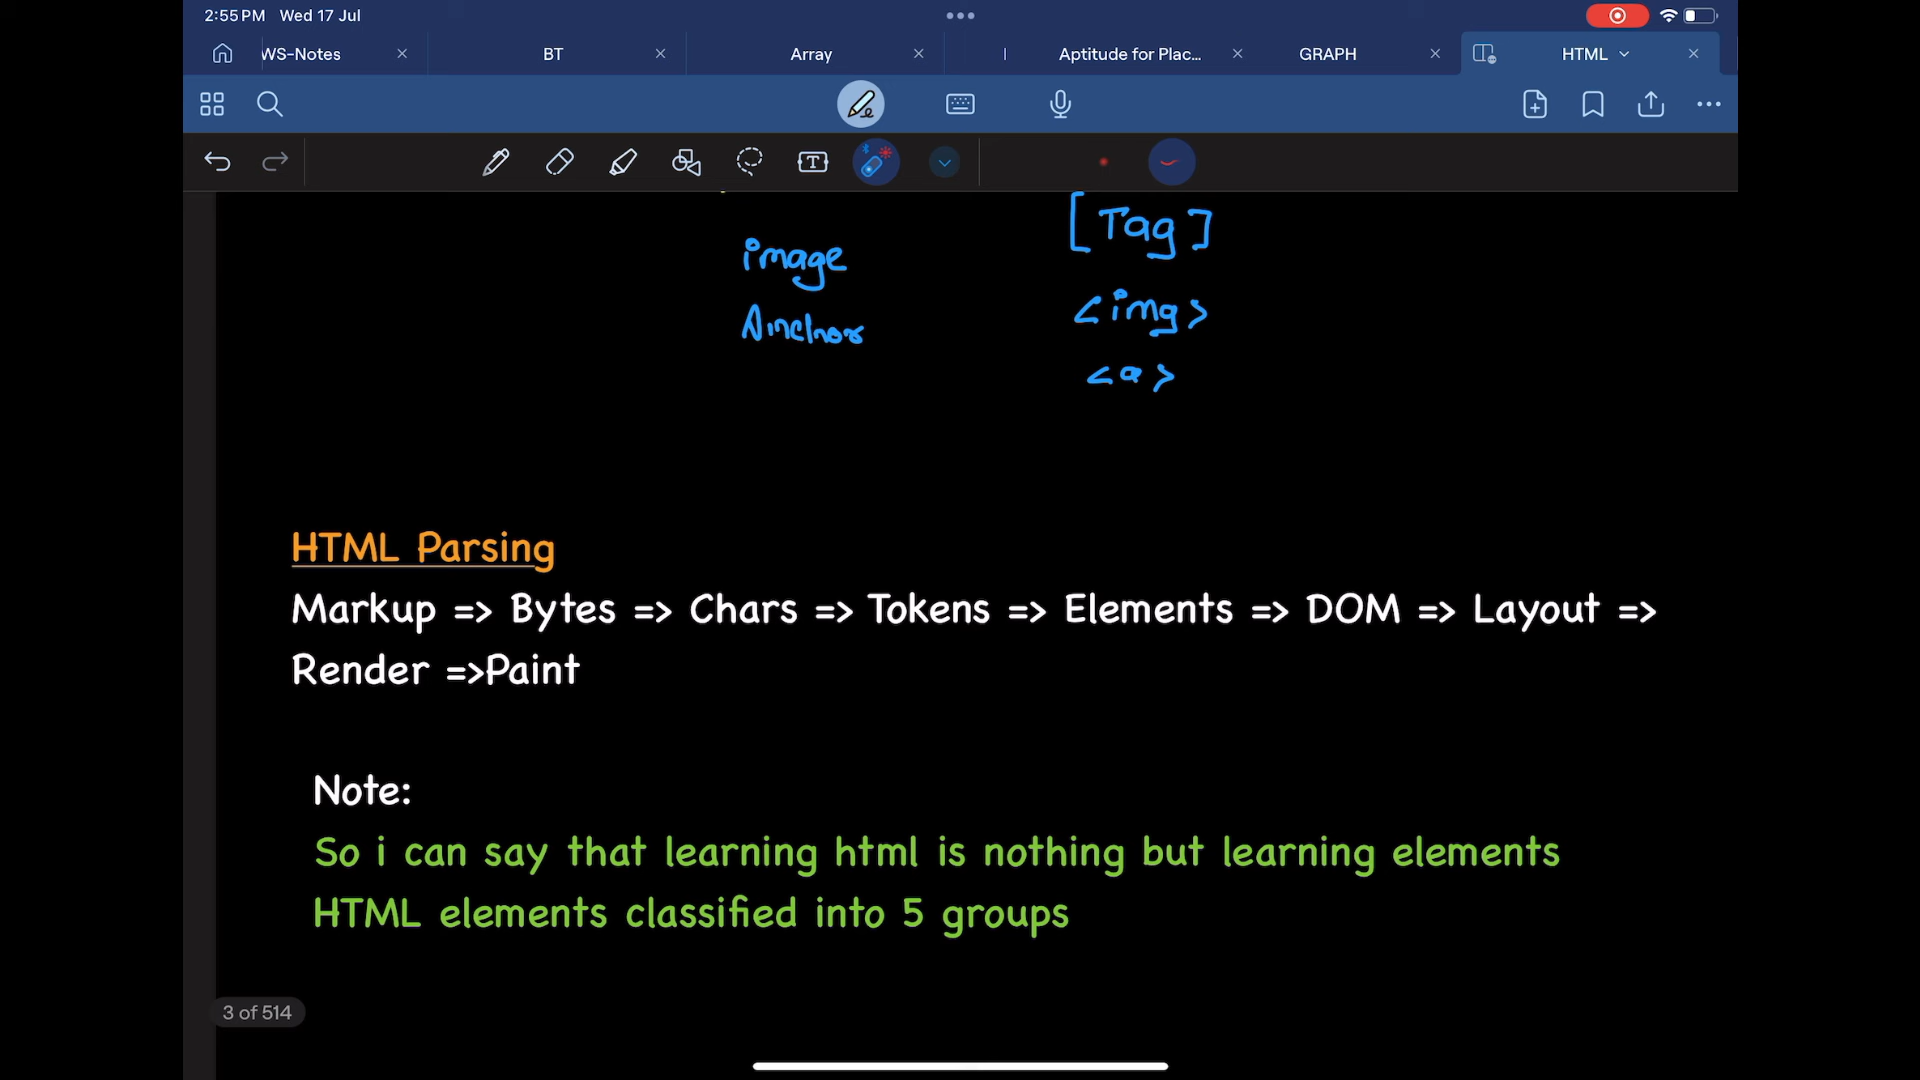 2:55 PM Wed 17 Jul
WS-Notes
BT
Array
Aptitude for Plac...
GRAPH
HTML
T
[Tag]
image
<img>
Anchor
<a>
HTML Parsing
Markup => Bytes => Chars => Tokens => Elements => DOM => Layout =>
Render =>Paint
Note:
So i can say that learning html is nothing but learning elements
HTML elements classified into 5 groups
3 of 514